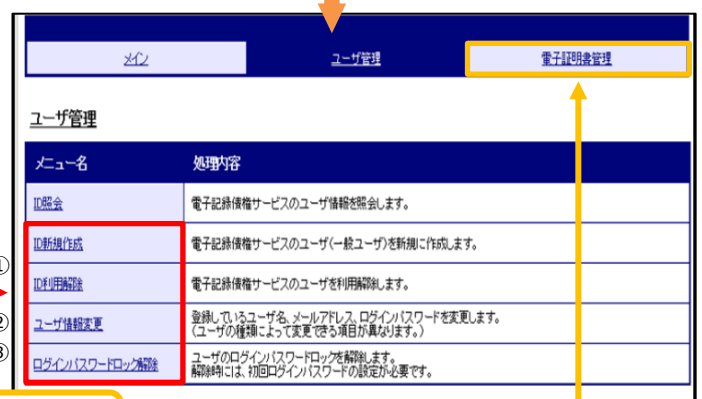 メイン ユーザ管理 電子証明書管理
ユーザ管理
メニュー名 処理内容
ID照会 電子記録債権サービスのユーザ情報を照会します。
ID新規作成 電子記録債権サービスのユーザ(一般ユーザ)を新規に作成します。
①
ID利用解除 電子記録債権サービスのユーザを利用解除します。
②
ユーザ情報変更 登録しているユーザ名、メールアドレス、ログインパスワードを変更します。
(ユーザの種類によって変更できる項目が異なります。)
③
ログインパスワードロック解除 ユーザのログインパスワードロックを解除します。
解除時には、初回ログインパスワードの設定が必要です。